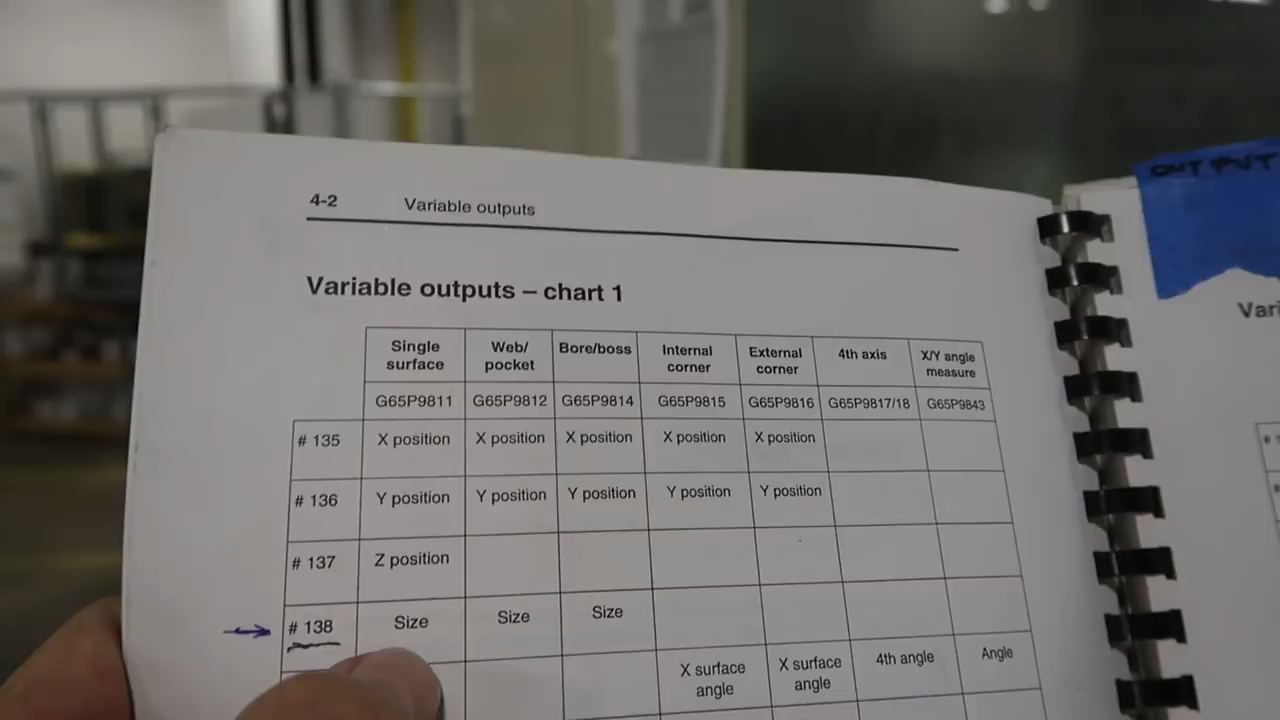 4-2 Variable outputs
OUTPUT
Variable outputs – chart 1
Single surface Web/ pocket Bore/boss Internal corner External corner 4th axis X/Y angle measure
G65P9811 G65P9812 G65P9814 G65P9815 G65P9816 G65P9817/18 G65P9843
# 135 X position X position X position X position X position
# 136 Y position Y position Y position Y position Y position
# 137 Z position
# 138 Size Size Size
X surface angle X surface angle 4th angle Angle